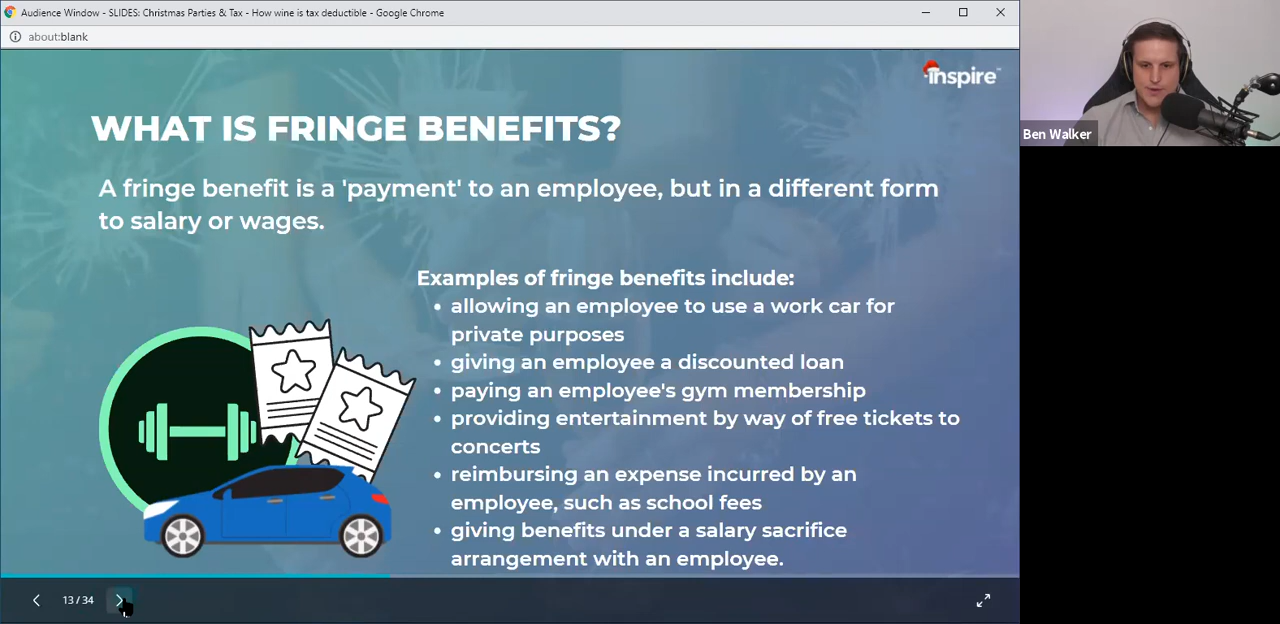 Audience Window - SLIDES: Christmas Parties & Tax - How wine is tax deductible - Google Chrome
about:blank
inspire™
WHAT IS FRINGE BENEFITS?
A fringe benefit is a 'payment' to an employee, but in a different form
to salary or wages.
Examples of fringe benefits include:
• allowing an employee to use a work car for
private purposes
• giving an employee a discounted loan
• paying an employee's gym membership
• providing entertainment by way of free tickets to
concerts
• reimbursing an expense incurred by an
employee, such as school fees
• giving benefits under a salary sacrifice
arrangement with an employee.
13 / 34
Ben Walker